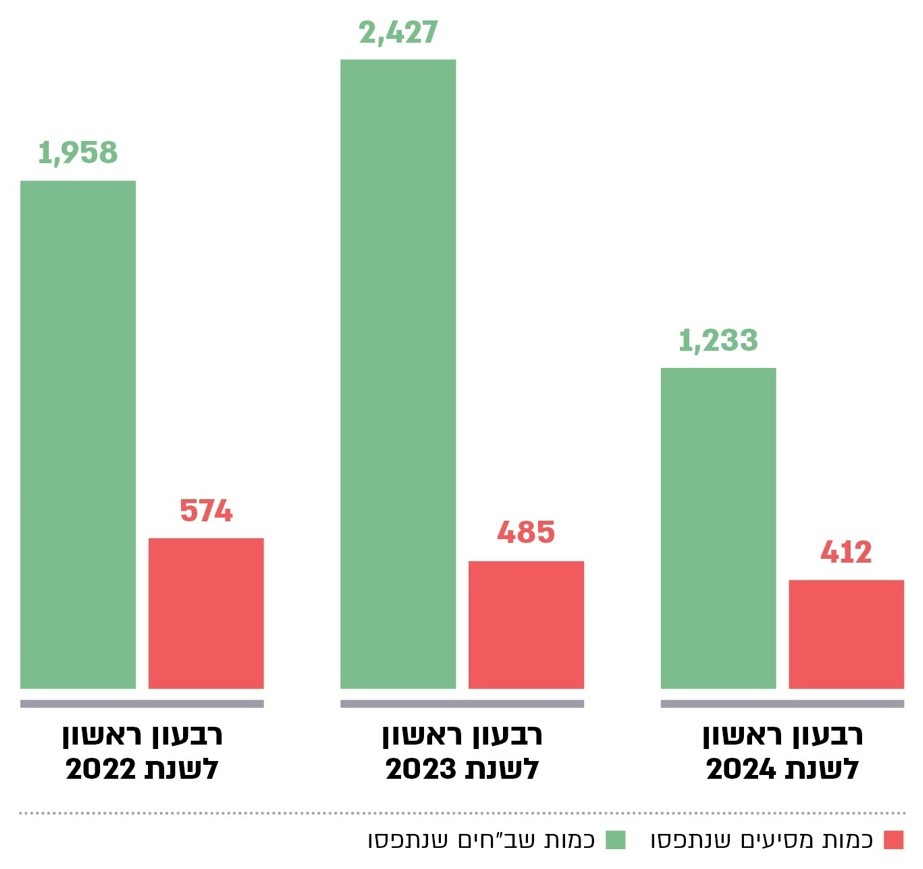 2,427
1,958
1,233
574
485
412
רבעון ראשון
לשנת 2022
רבעון ראשון
לשנת 2023
רבעון ראשון
לשנת 2024
כמות מסיעים שנתפסו
כמות שב"חים שנתפסו